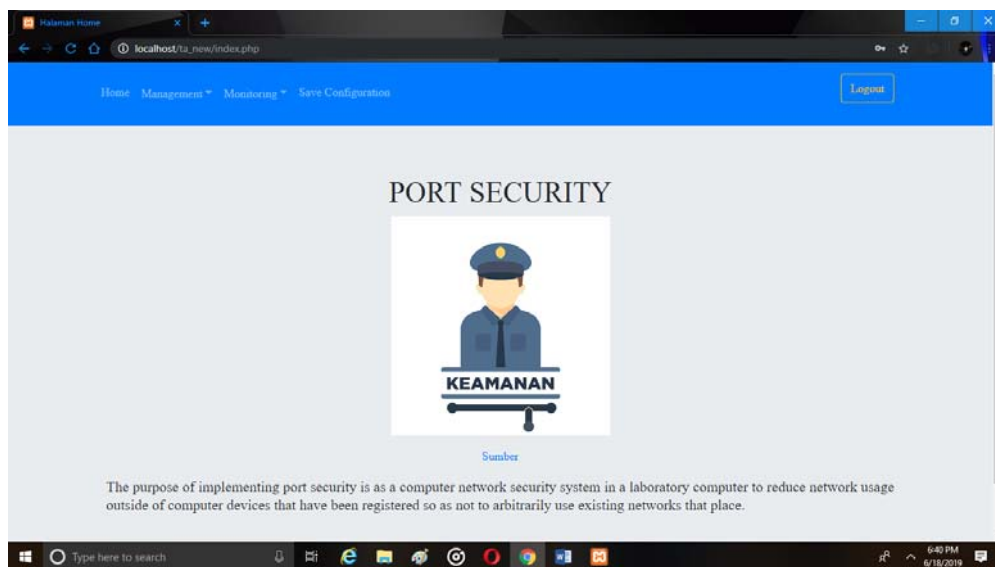 Halaman Home
localhost/ta_new/index.php
Home Management Monitoring Save Configuration Logout
PORT SECURITY
KEAMANAN
Sumber
The purpose of implementing port security is as a computer network security system in a laboratory computer to reduce network usage
outside of computer devices that have been registered so as not to arbitrarily use existing networks that place.
Type here to search
6:40 PM
6/18/2019